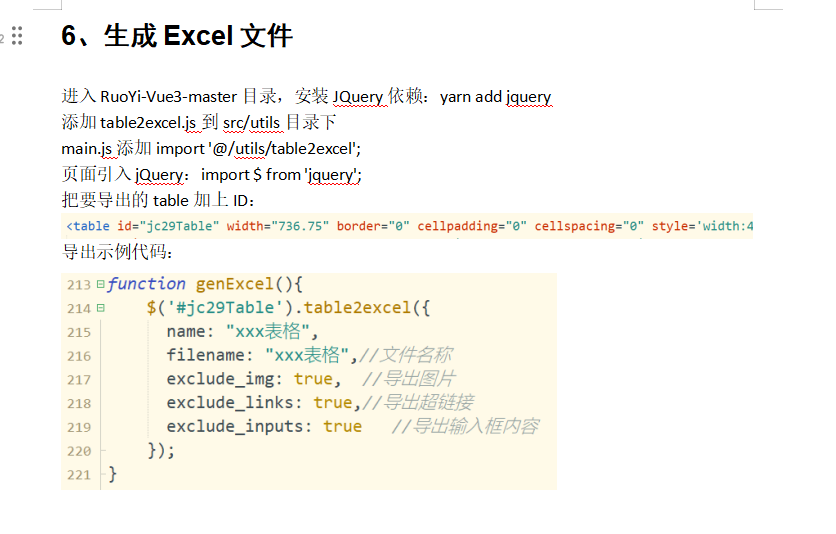 2
6、生成 Excel 文件
进入 RuoYi-Vue3-master 目录，安装 JQuery 依赖：yarn add jquery
添加 table2excel.js 到 src/utils 目录下
main.js 添加 import '@/utils/table2excel';
页面引入 jQuery：import $ from 'jquery';
把要导出的 table 加上 ID：
<table id="jc29Table" width="736.75" border="0" cellpadding="0" cellspacing="0" style='width:4
导出示例代码：
213 function genExcel(){
214 $('#jc29Table').table2excel({
215 name: "xxx表格",
216 filename: "xxx表格",//文件名称
217 exclude_img: true, //导出图片
218 exclude_links: true,//导出超链接
219 exclude_inputs: true //导出输入框内容
220 });
221 }